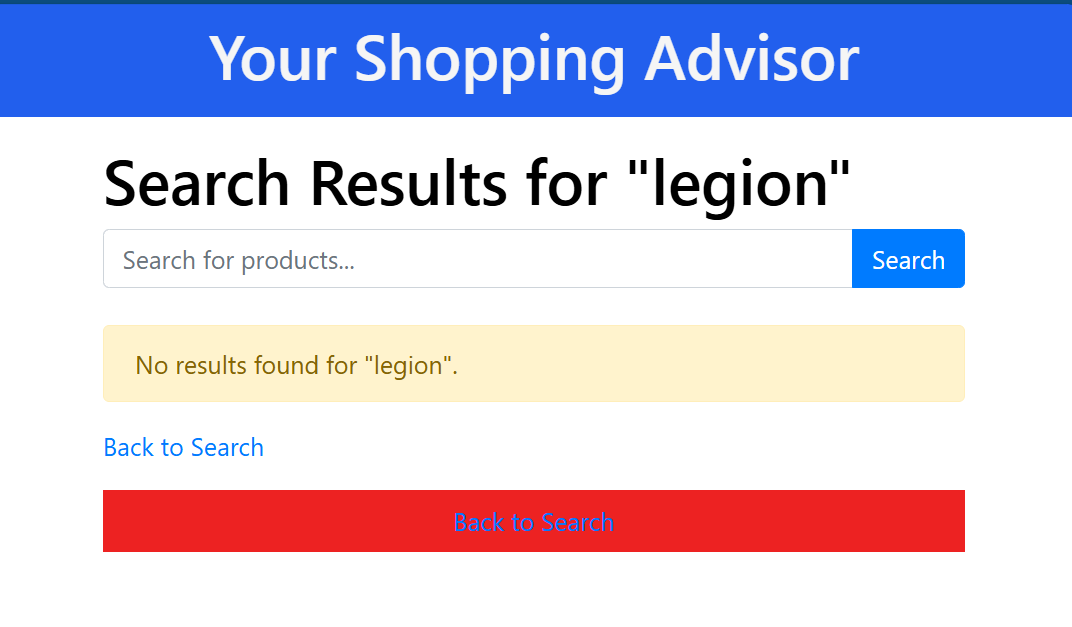 Your Shopping Advisor
Search Results for "legion"
Search for products...
Search
No results found for "legion".
Back to Search
Back to Search